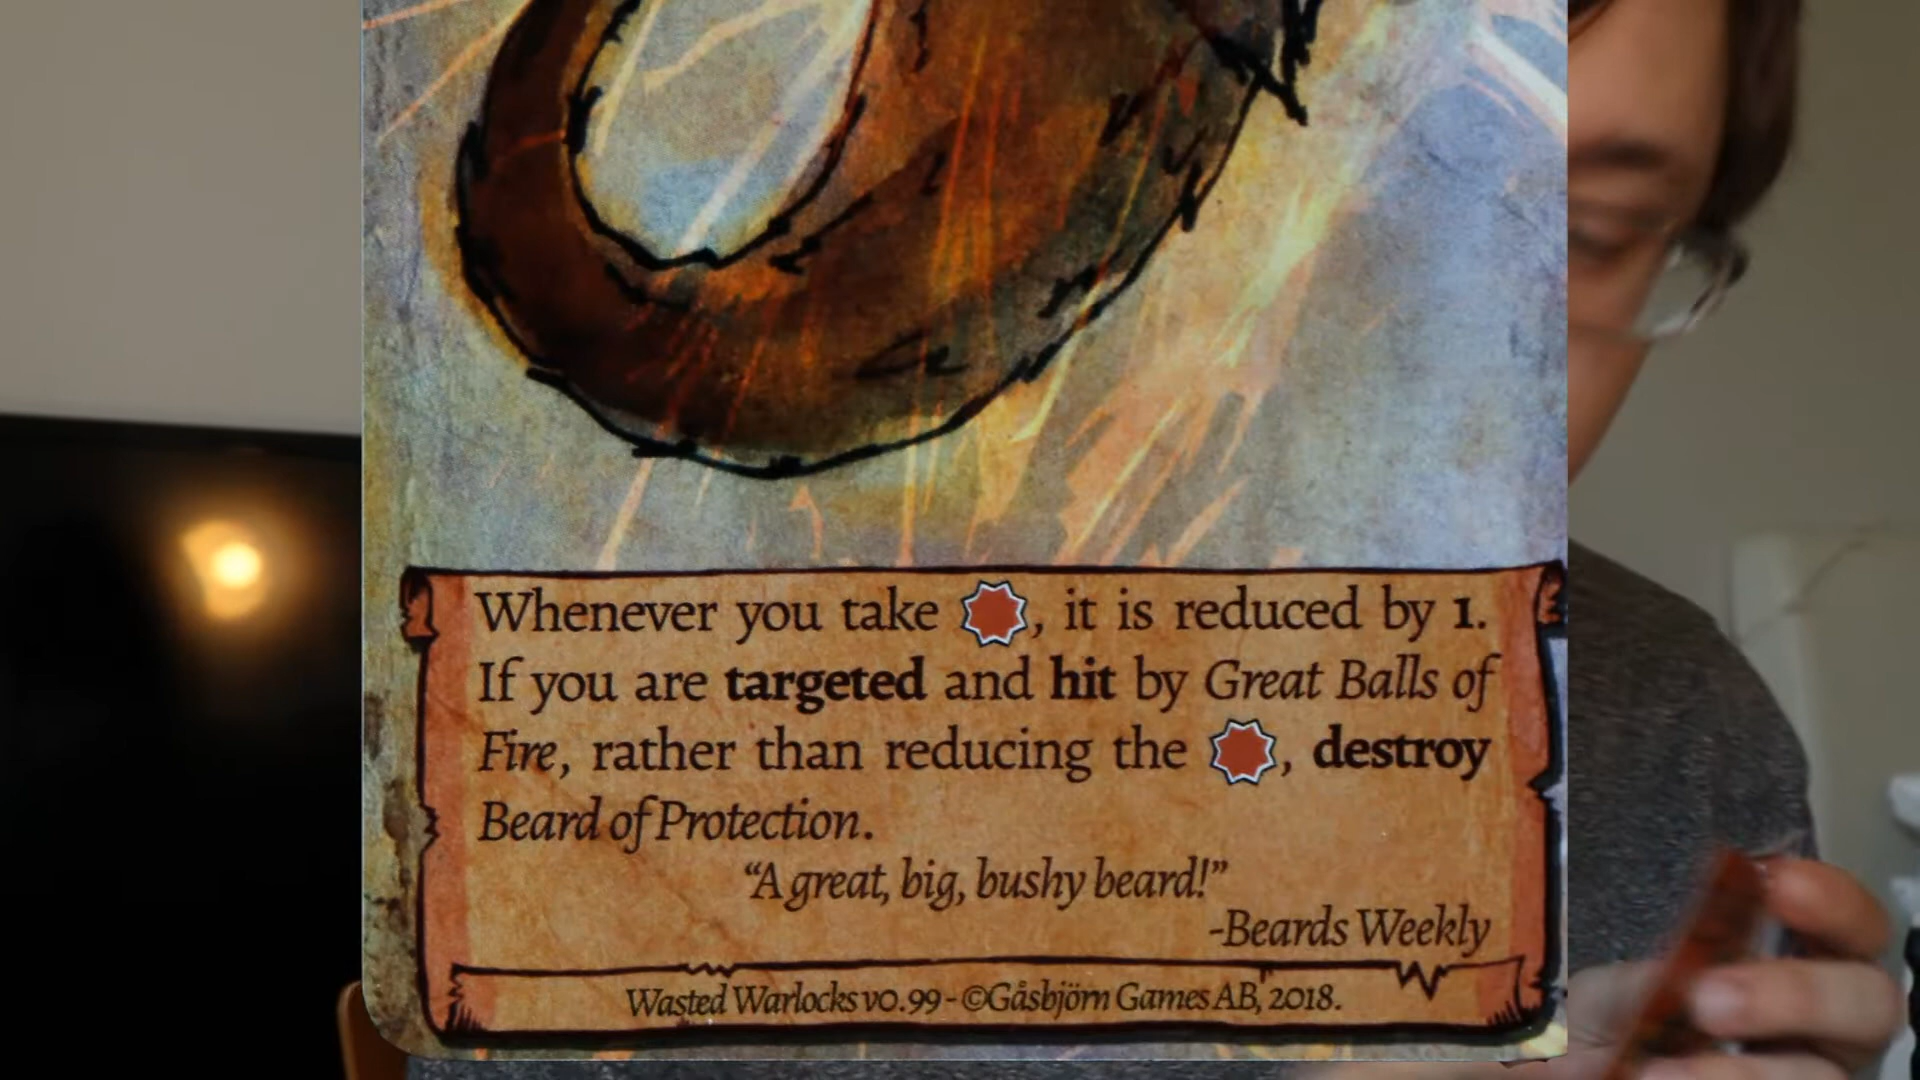 Whenever you take , it is reduced by 1.
If you are targeted and hit by Great Balls of
Fire, rather than reducing the , destroy
Beard of Protection.
“A great, big, bushy beard!”
-Beards Weekly
Wasted Warlocks v0.99 - ©Gåsbjörn Games AB, 2018.